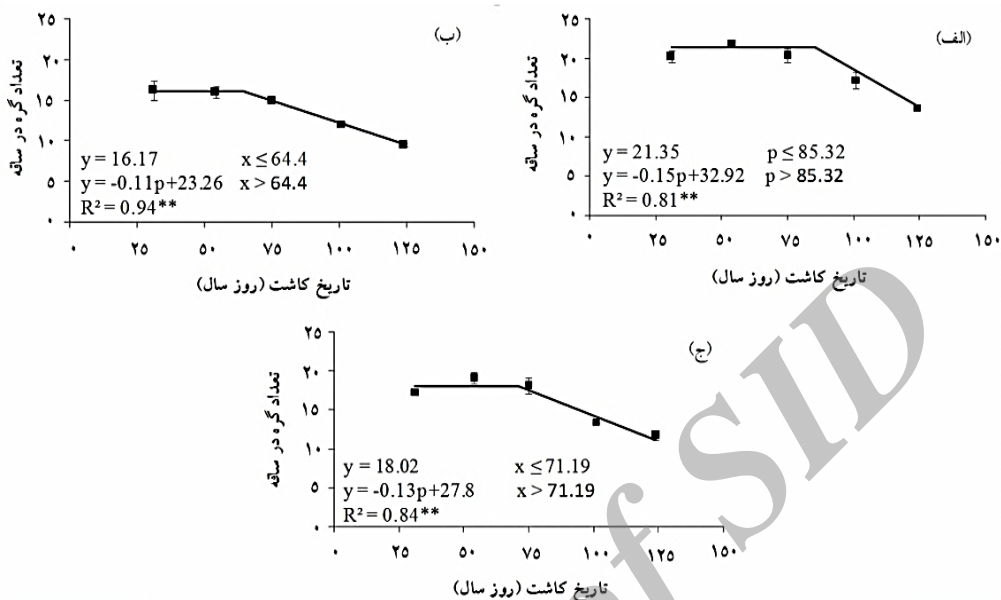 (الف)
تعداد گره در ساقه
۲۵
۲۰
۱۵
۱۰
۵
۰
y = 21.35 p ≤ 85.32
y = -0.15p+32.92 p > 85.32
R² = 0.81**
۰ ۲۵ ۵۰ ۷۵ ۱۰۰ ۱۲۵ ۱۵۰
تاریخ کاشت (روز سال)
(ب)
تعداد گره در ساقه
۲۵
۲۰
۱۵
۱۰
۵
۰
y = 16.17 x ≤ 64.4
y = -0.11p+23.26 x > 64.4
R² = 0.94**
۰ ۲۵ ۵۰ ۷۵ ۱۰۰ ۱۲۵ ۱۵۰
تاریخ کاشت (روز سال)
(ج)
تعداد گره در ساقه
۲۵
۲۰
۱۵
۱۰
۵
۰
y = 18.02 x ≤ 71.19
y = -0.13p+27.8 x > 71.19
R² = 0.84**
۰ ۲۵ ۵۰ ۷۵ ۱۰۰ ۱۲۵ ۱۵۰
تاریخ کاشت (روز سال)
of SID